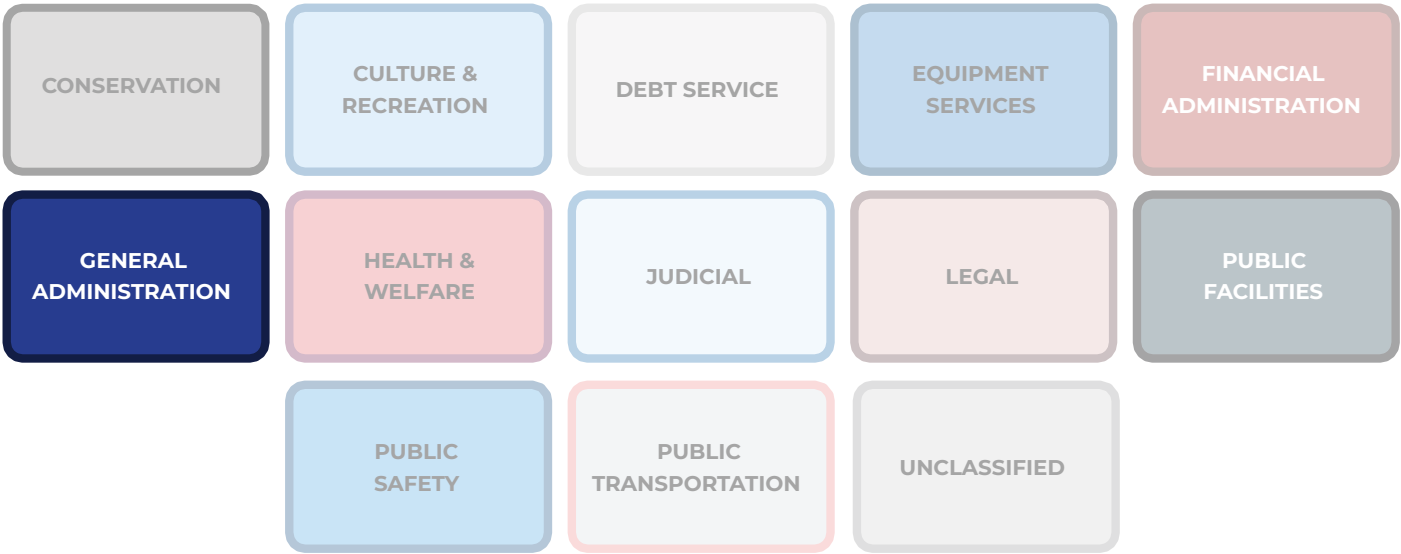 CONSERVATION
CULTURE &
RECREATION
DEBT SERVICE
EQUIPMENT
SERVICES
FINANCIAL
ADMINISTRATION
GENERAL
ADMINISTRATION
HEALTH &
WELFARE
JUDICIAL
LEGAL
PUBLIC
FACILITIES
PUBLIC
SAFETY
PUBLIC
TRANSPORTATION
UNCLASSIFIED